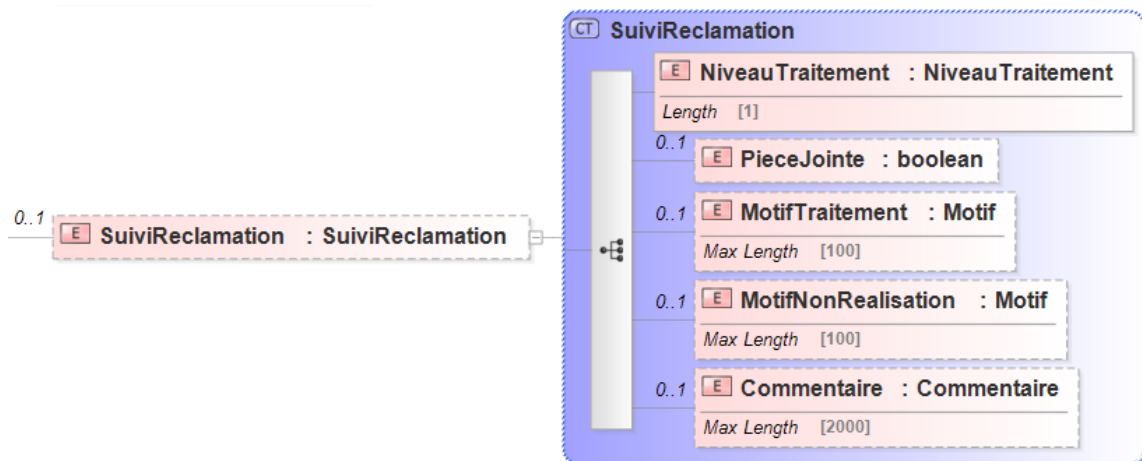 CT SuiviReclamation
E NiveauTraitement : NiveauTraitement
Length [1]
0..1
E PieceJointe : boolean
0..1
E MotifTraitement : Motif
Max Length [100]
0..1
E SuiviReclamation : SuiviReclamation
0..1
E MotifNonRealisation : Motif
Max Length [100]
0..1
E Commentaire : Commentaire
Max Length [2000]